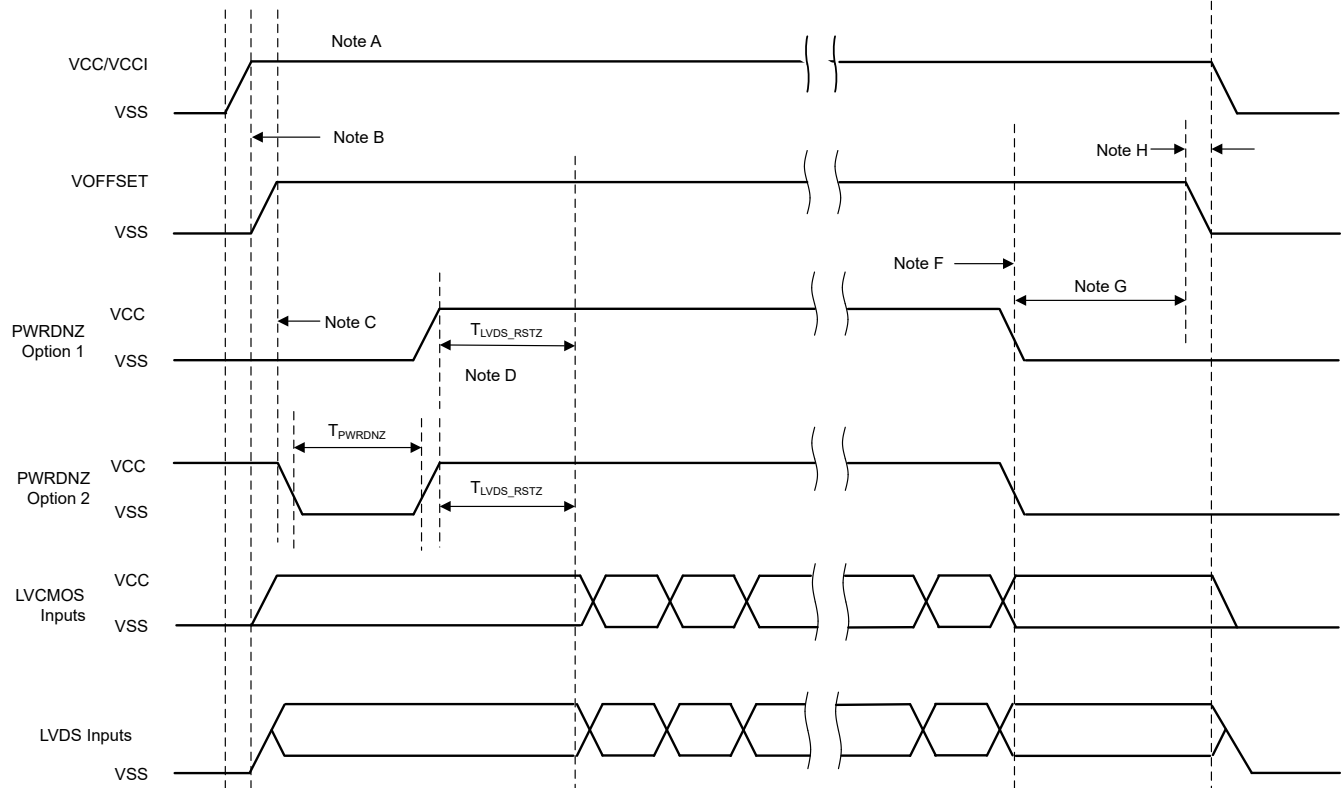 Note A
VCC/VCCI
VSS
Note B
Note H
VOFFSET
VSS
Note F
Note G
PWRDNZ
Option 1
VCC
Note C
TLVDS_RSTZ
VSS
Note D
TPWRDNZ
PWRDNZ
Option 2
VCC
TLVDS_RSTZ
VSS
LVCMOS
Inputs
VCC
VSS
LVDS Inputs
VSS